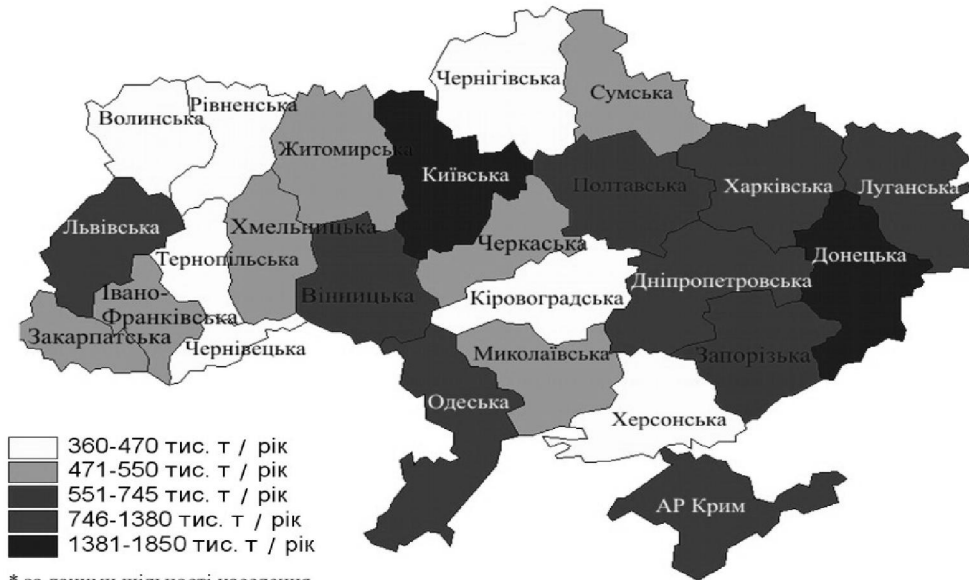 Чернігівська
Сумська
Волинська
Рівненська
Житомирська
Київська
Полтавська
Харківська
Луганська
Львівська
Хмельницька
Тернопільська
Черкаська
Донецька
Вінницька
Кіровоградська
Дніпропетровська
Івано-
Франківська
Закарпатська
Чернівецька
Миколаївська
Запорізька
Одеська
Херсонська
АР Крим
360-470 тис. т / рік
471-550 тис. т / рік
551-745 тис. т / рік
746-1380 тис. т / рік
1381-1850 тис. т / рік